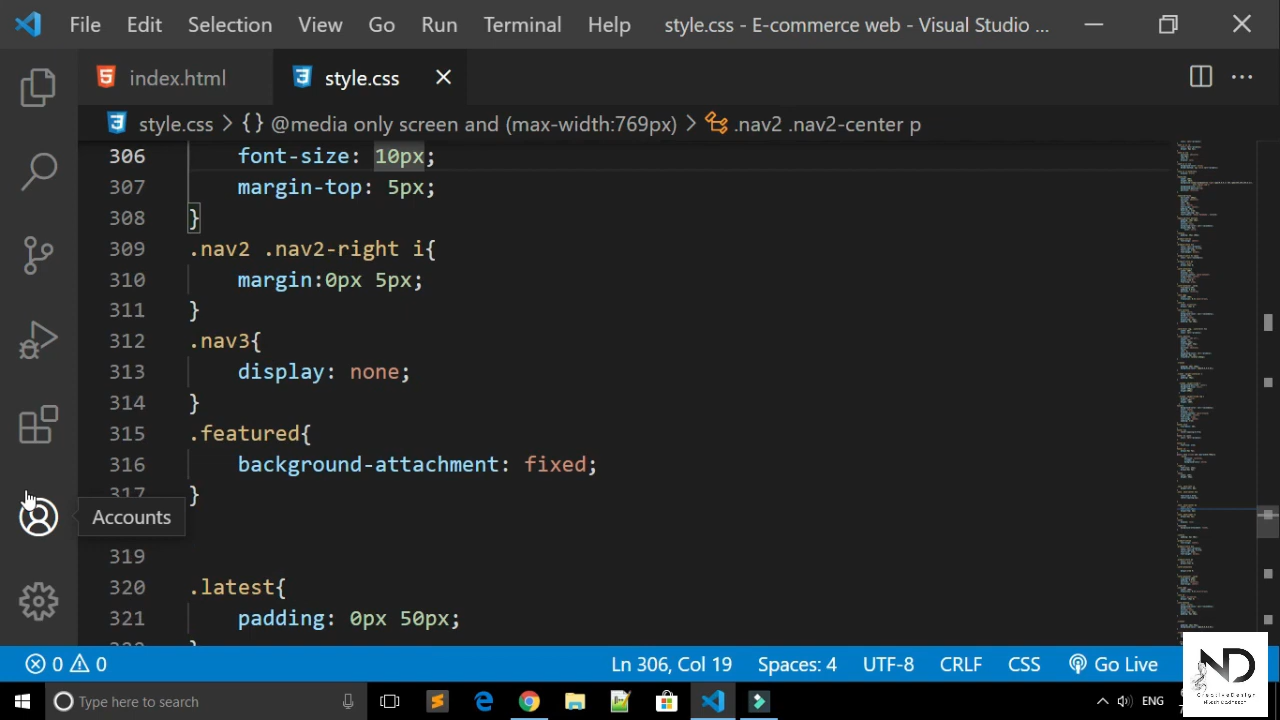 File Edit Selection View Go Run Terminal Help style.css - E-commerce web - Visual Studio ...
index.html style.css
style.css > {} @media only screen and (max-width:769px) > .nav2 .nav2-center p
306 font-size: 10px;
307 margin-top: 5px;
308 }
309 .nav2 .nav2-right i{
310 margin:0px 5px;
311 }
312 .nav3{
313 display: none;
314 }
315 .featured{
316 background-attachment: fixed;
317 }
Accounts
319
320 .latest{
321 padding: 0px 50px;
0 0 Ln 306, Col 19 Spaces: 4 UTF-8 CRLF CSS Go Live
ND
Type here to search ENG